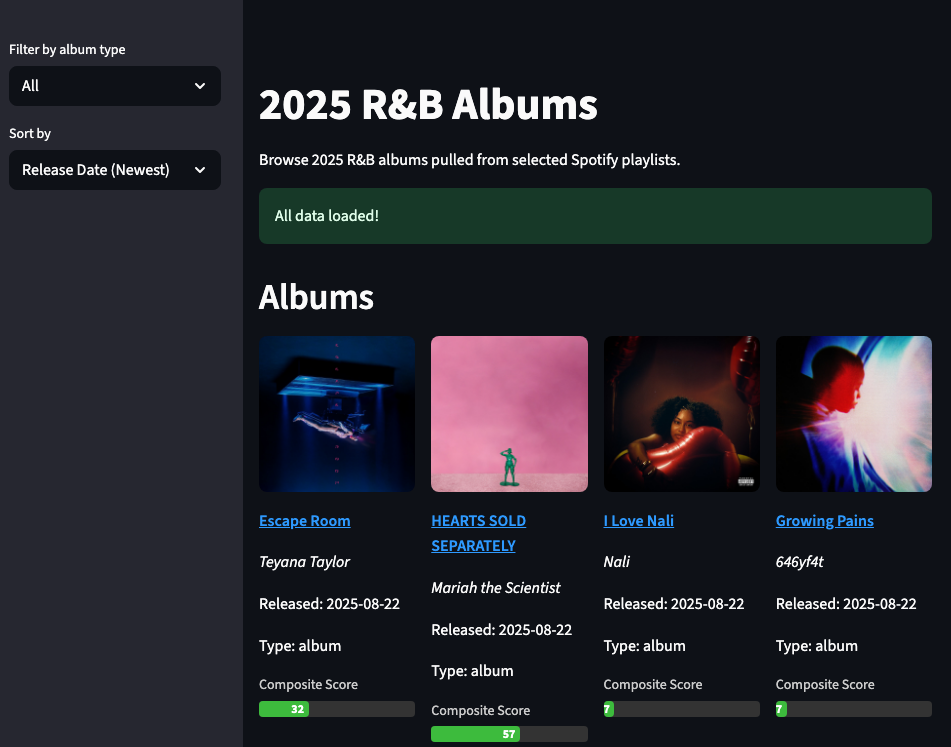 Filter by album type
All
Sort by
Release Date (Newest)
2025 R&B Albums
Browse 2025 R&B albums pulled from selected Spotify playlists.
All data loaded!
Albums
Escape Room
Teyana Taylor
Released: 2025-08-22
Type: album
Composite Score
32
HEARTS SOLD
SEPARATELY
Mariah the Scientist
Released: 2025-08-22
Type: album
Composite Score
57
I Love Nali
Nali
Released: 2025-08-22
Type: album
Composite Score
7
Growing Pains
646yf4t
Released: 2025-08-22
Type: album
Composite Score
7